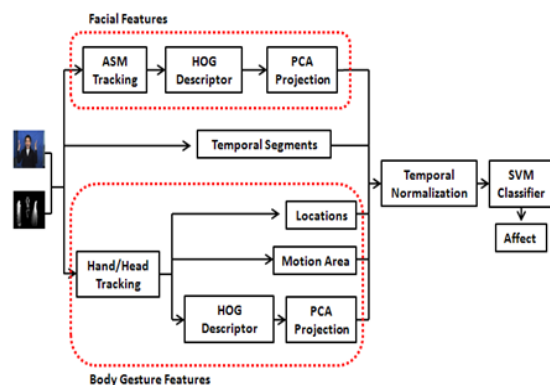 Facial Features
ASM
Tracking
HOG
Descriptor
PCA
Projection
Temporal Segments
Temporal
Normalization
SVM
Classifier
Affect
Locations
Hand/Head
Tracking
Motion Area
HOG
Descriptor
PCA
Projection
Body Gesture Features